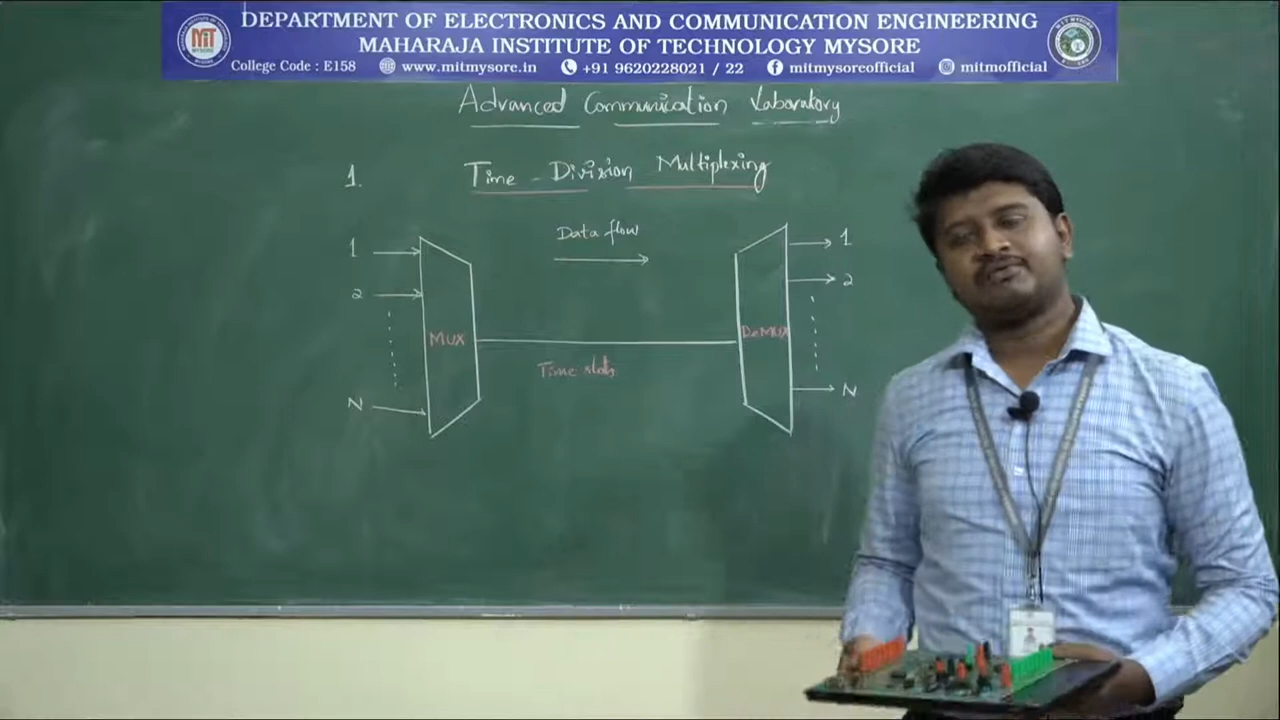 DEPARTMENT OF ELECTRONICS AND COMMUNICATION ENGINEERING
MAHARAJA INSTITUTE OF TECHNOLOGY MYSORE
College Code : E158 www.mitmysore.in +91 9620228021 / 22 mitmysoreofficial mitmofficial
MIT
MYSORE
Advanced Communication Laboratory
1. Time Division Multiplexing
Data flow
1 1
2 2
MUX DeMUX
Time slots
N N